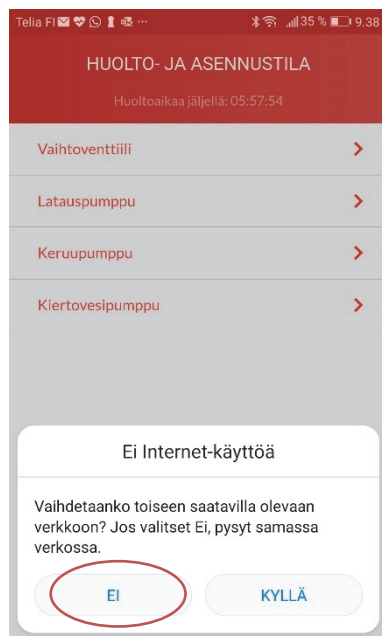 Telia FI ... 35 % 9.38
HUOLTO- JA ASENNUSTILA
Huoltoaikaa jäljellä: 05:57:54
Vaihtoventtiili
Latauspumppu
Keruupumppu
Kiertovesipumppu
Ei Internet-käyttöä
Vaihdetaanko toiseen saatavilla olevaan
verkkoon? Jos valitset Ei, pysyt samassa
verkossa.
EI KYLLÄ